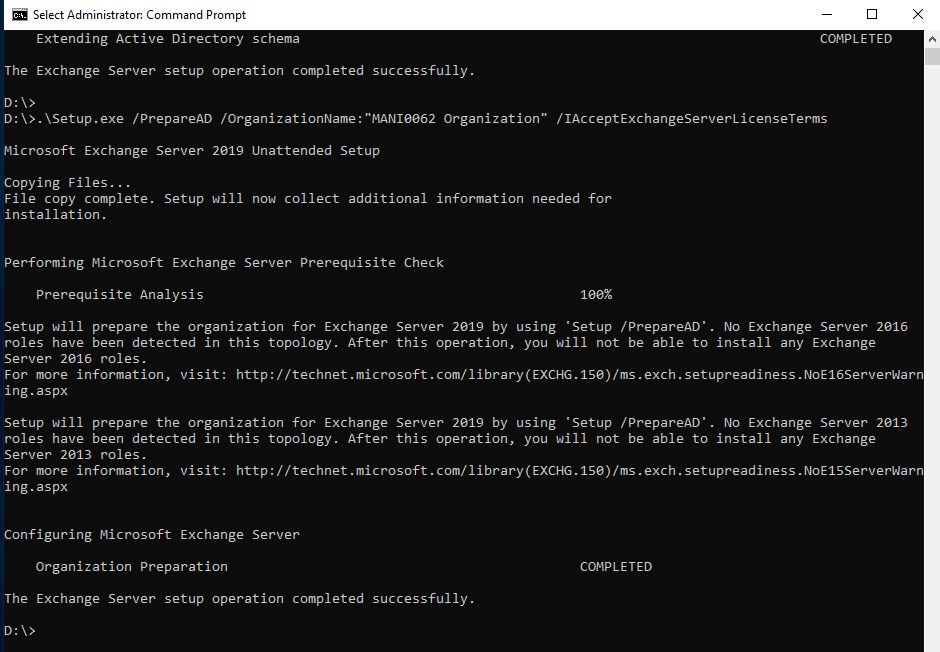 Select Administrator: Command Prompt
Extending Active Directory schema COMPLETED
The Exchange Server setup operation completed successfully.
D:\>
D:\>.\Setup.exe /PrepareAD /OrganizationName:"MANI0062 Organization" /IAcceptExchangeServerLicenseTerms
Microsoft Exchange Server 2019 Unattended Setup
Copying Files...
File copy complete. Setup will now collect additional information needed for
installation.
Performing Microsoft Exchange Server Prerequisite Check
Prerequisite Analysis 100%
Setup will prepare the organization for Exchange Server 2019 by using 'Setup /PrepareAD'. No Exchange Server 2016
roles have been detected in this topology. After this operation, you will not be able to install any Exchange
Server 2016 roles.
For more information, visit: http://technet.microsoft.com/library(EXCHG.150)/ms.exch.setupreadiness.NoE16ServerWarn
ing.aspx
Setup will prepare the organization for Exchange Server 2019 by using 'Setup /PrepareAD'. No Exchange Server 2013
roles have been detected in this topology. After this operation, you will not be able to install any Exchange
Server 2013 roles.
For more information, visit: http://technet.microsoft.com/library(EXCHG.150)/ms.exch.setupreadiness.NoE15ServerWarn
ing.aspx
Configuring Microsoft Exchange Server
Organization Preparation COMPLETED
The Exchange Server setup operation completed successfully.
D:\>